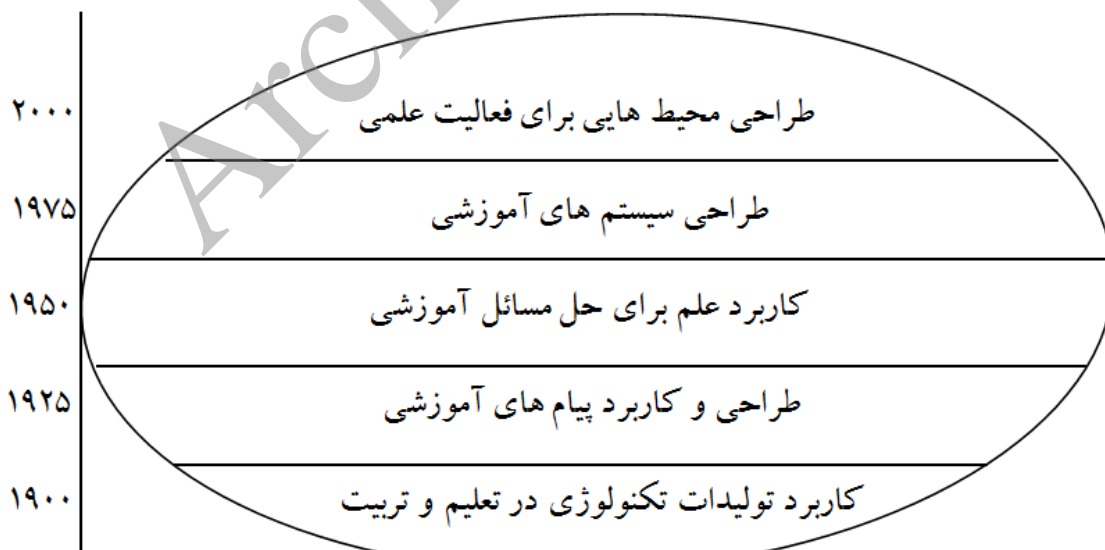 ۲۰۰۰ طراحی محیط هایی برای فعالیت علمی
۱۹۷۵ طراحی سیستم های آموزشی
۱۹۵۰ کاربرد علم برای حل مسائل آموزشی
۱۹۲۵ طراحی و کاربرد پیام های آموزشی
۱۹۰۰ کاربرد تولیدات تکنولوژی در تعلیم و تربیت